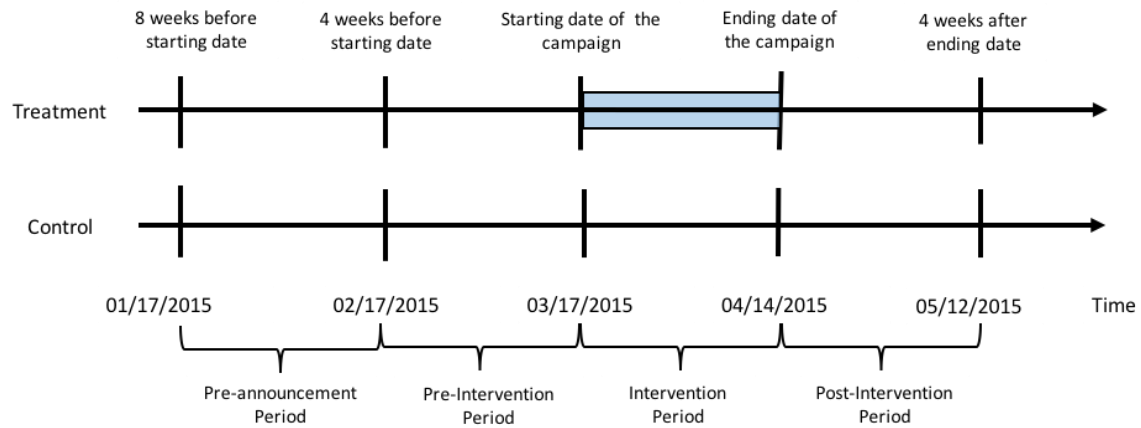 8 weeks before
starting date
4 weeks before
starting date
Starting date of the
campaign
Ending date of
the campaign
4 weeks after
ending date
Treatment
Control
01/17/2015
02/17/2015
03/17/2015
04/14/2015
05/12/2015
Time
Pre-announcement
Period
Pre-Intervention
Period
Intervention
Period
Post-Intervention
Period